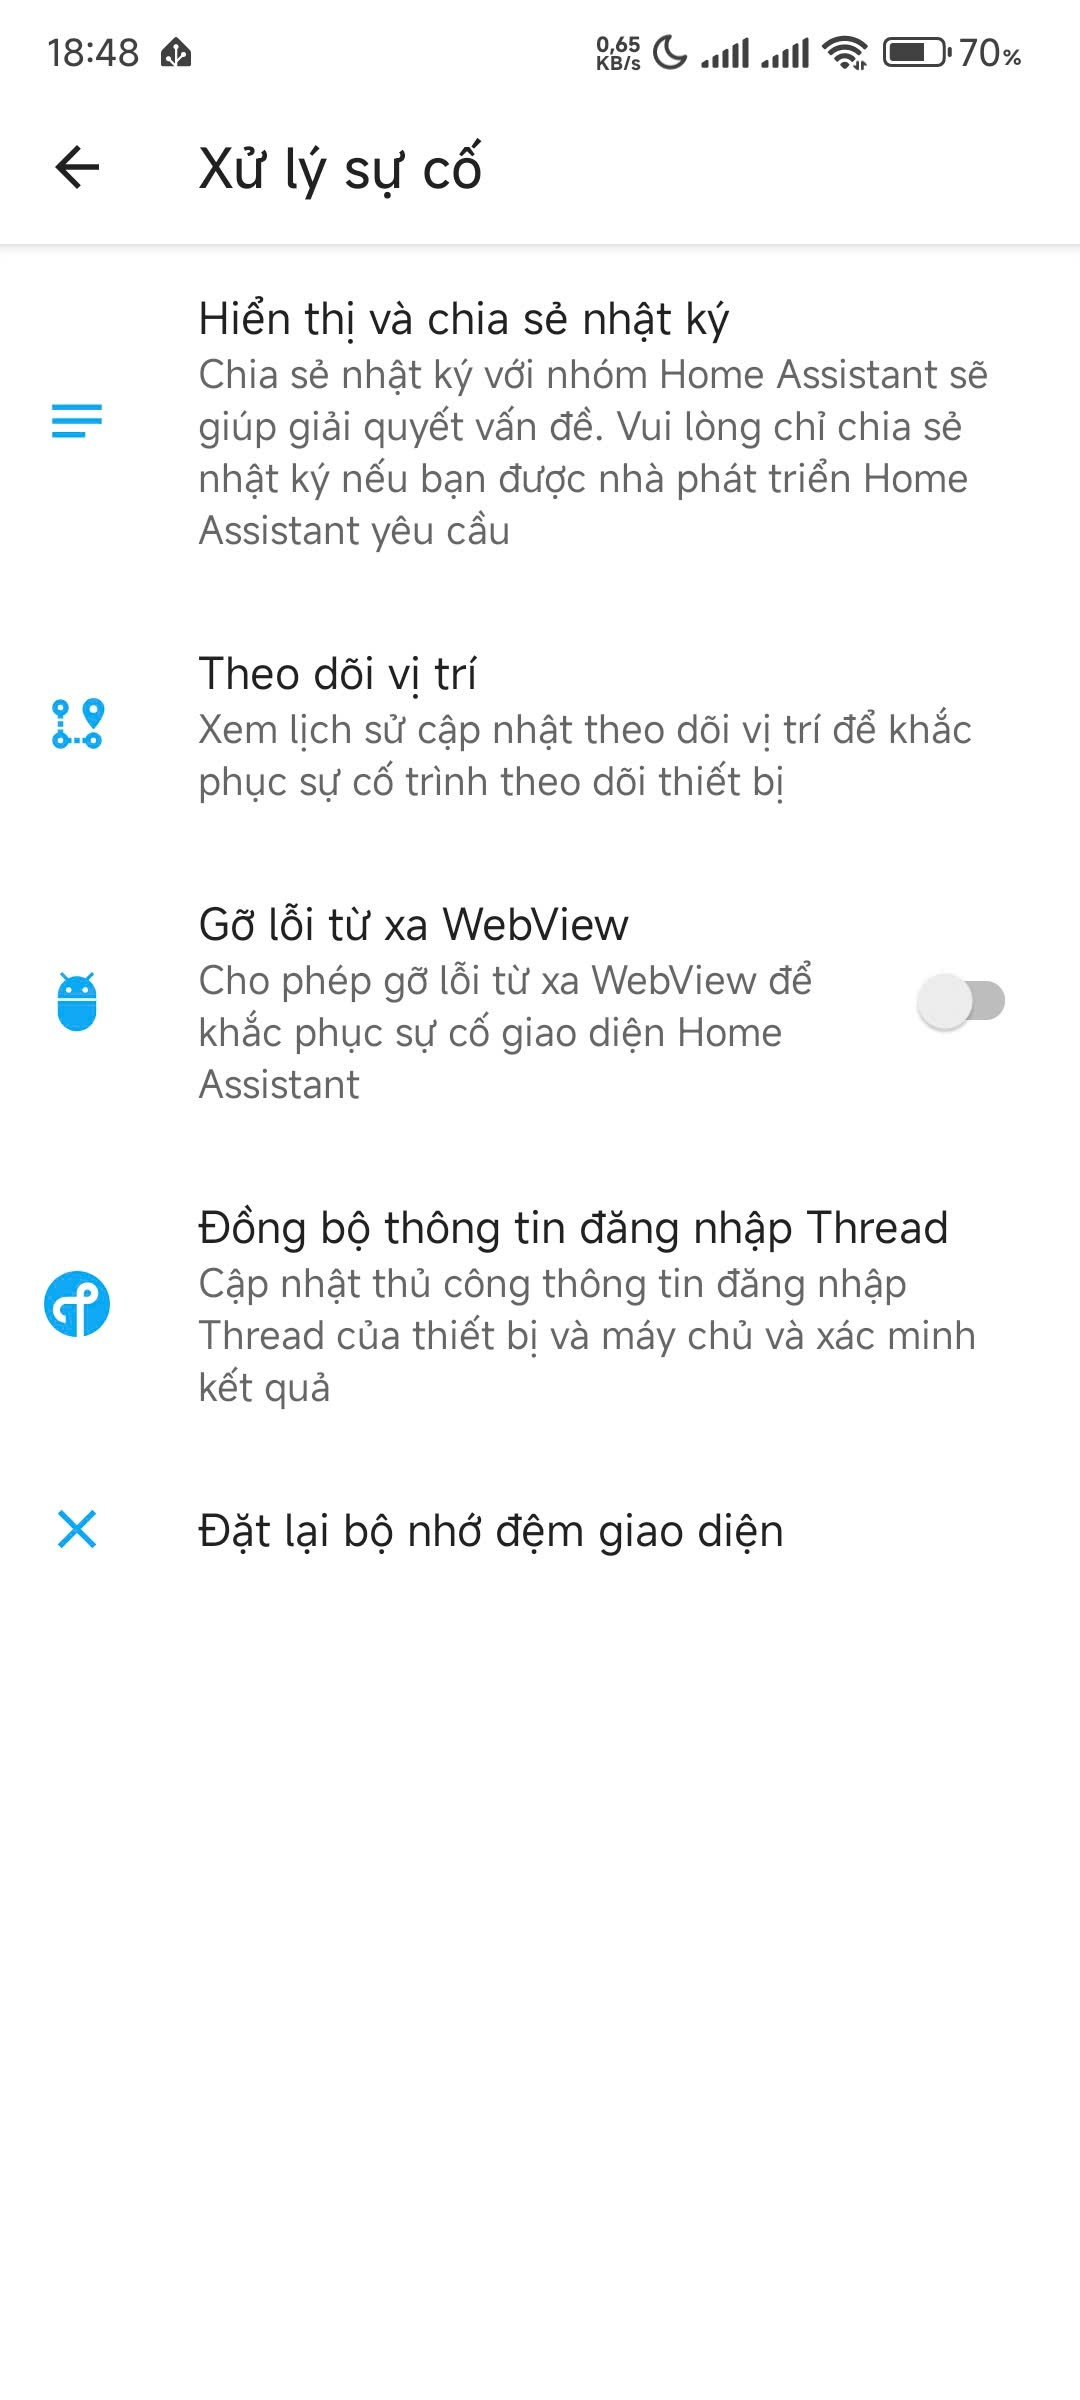 18:48
0,65
KB/s
70%
Xử lý sự cố
Hiển thị và chia sẻ nhật ký
Chia sẻ nhật ký với nhóm Home Assistant sẽ
giúp giải quyết vấn đề. Vui lòng chỉ chia sẻ
nhật ký nếu bạn được nhà phát triển Home
Assistant yêu cầu
Theo dõi vị trí
Xem lịch sử cập nhật theo dõi vị trí để khắc
phục sự cố trình theo dõi thiết bị
Gỡ lỗi từ xa WebView
Cho phép gỡ lỗi từ xa WebView để
khắc phục sự cố giao diện Home
Assistant
Đồng bộ thông tin đăng nhập Thread
Cập nhật thủ công thông tin đăng nhập
Thread của thiết bị và máy chủ và xác minh
kết quả
Đặt lại bộ nhớ đệm giao diện